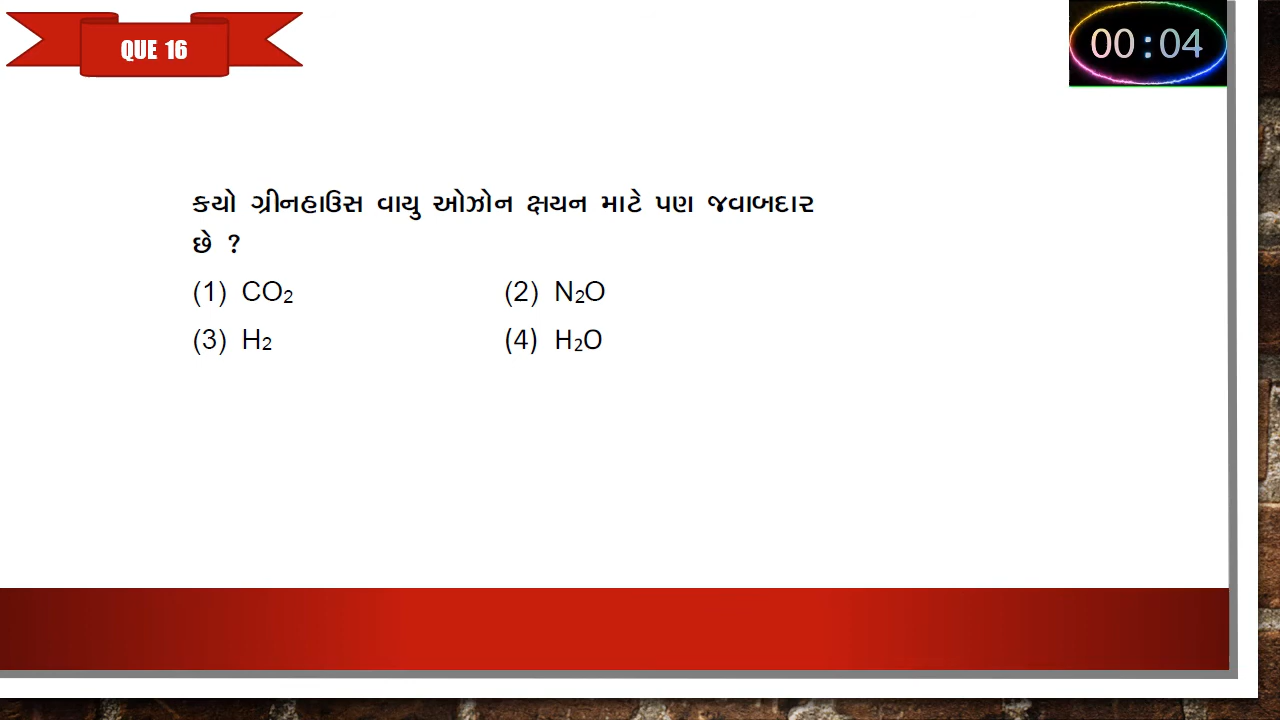 QUE 16
00:04
કયો ગ્રીનહાઉસ વાયુ ઓઝોન ક્ષયન માટે પણ જવાબદાર
છે ?
(1) CO₂ (2) N₂O
(3) H₂ (4) H₂O